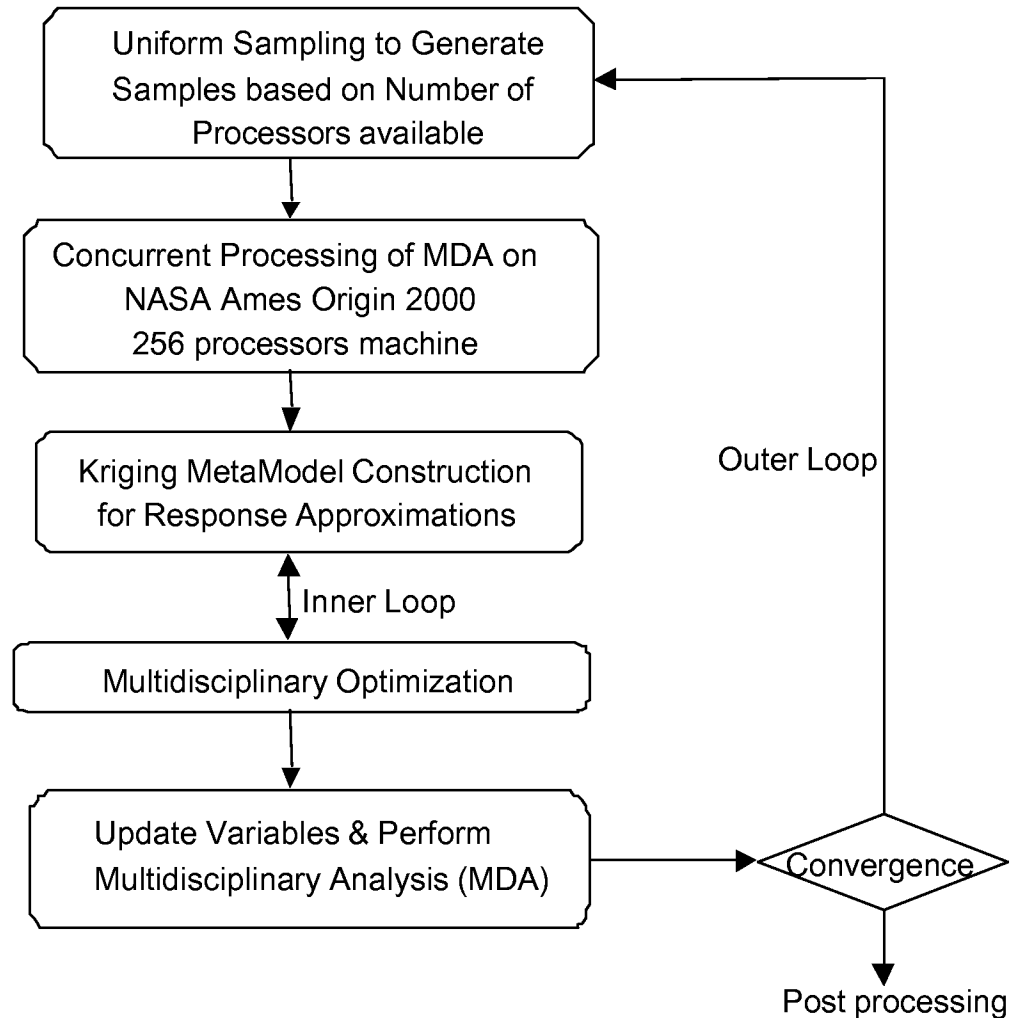 Uniform Sampling to Generate
Samples based on Number of
Processors available
Concurrent Processing of MDA on
NASA Ames Origin 2000
256 processors machine
Kriging MetaModel Construction
for Response Approximations
Outer Loop
Inner Loop
Multidisciplinary Optimization
Update Variables & Perform
Multidisciplinary Analysis (MDA)
Convergence
Post processing